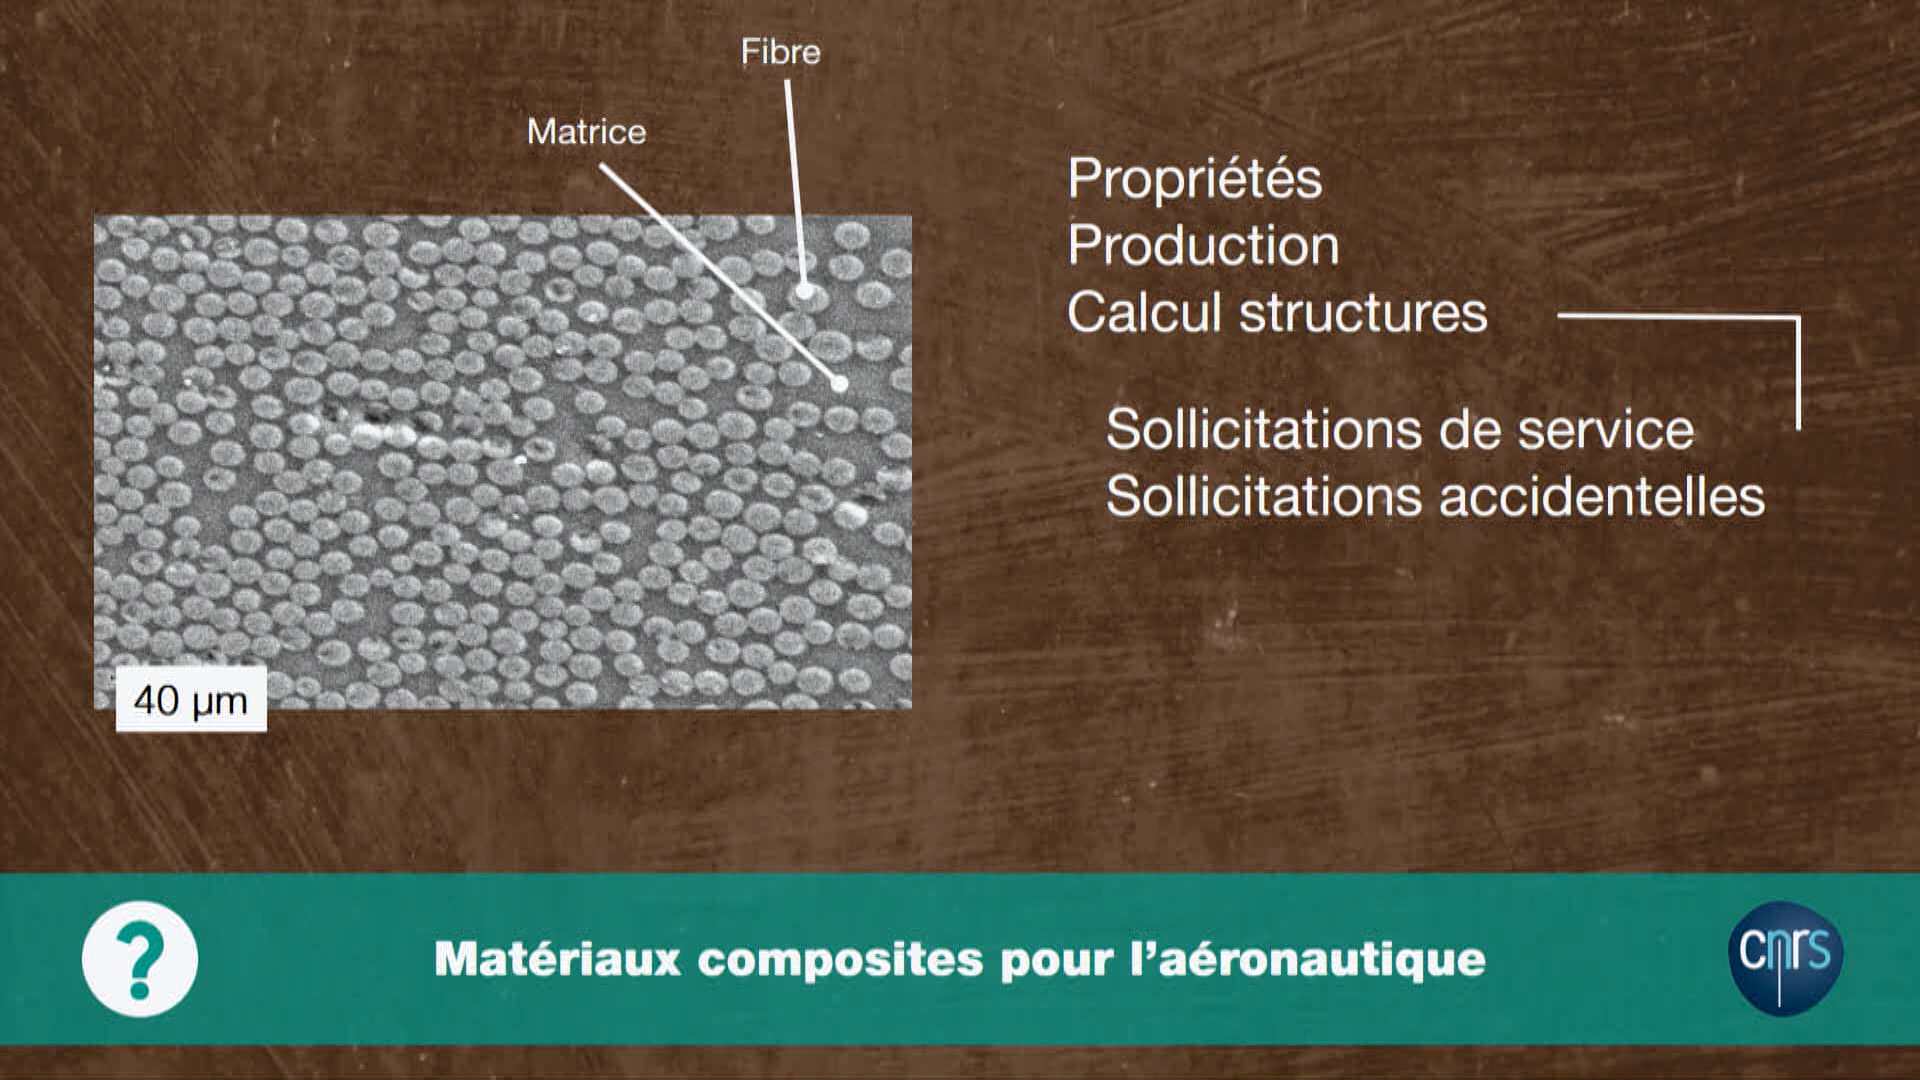 Fibre
Matrice
Propriétés
Production
Calcul structures
Sollicitations de service
Sollicitations accidentelles
40 µm
?
Matériaux composites pour l’aéronautique
cnrs